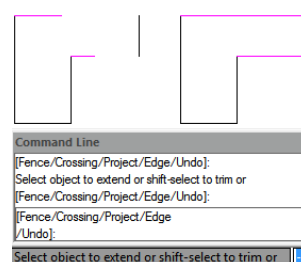 Command Line
[Fence/Crossing/Project/Edge/Undo]:
Select object to extend or shift-select to trim or
[Fence/Crossing/Project/Edge/Undo]:
[Fence/Crossing/Project/Edge
/Undo]:
Select object to extend or shift-select to trim or